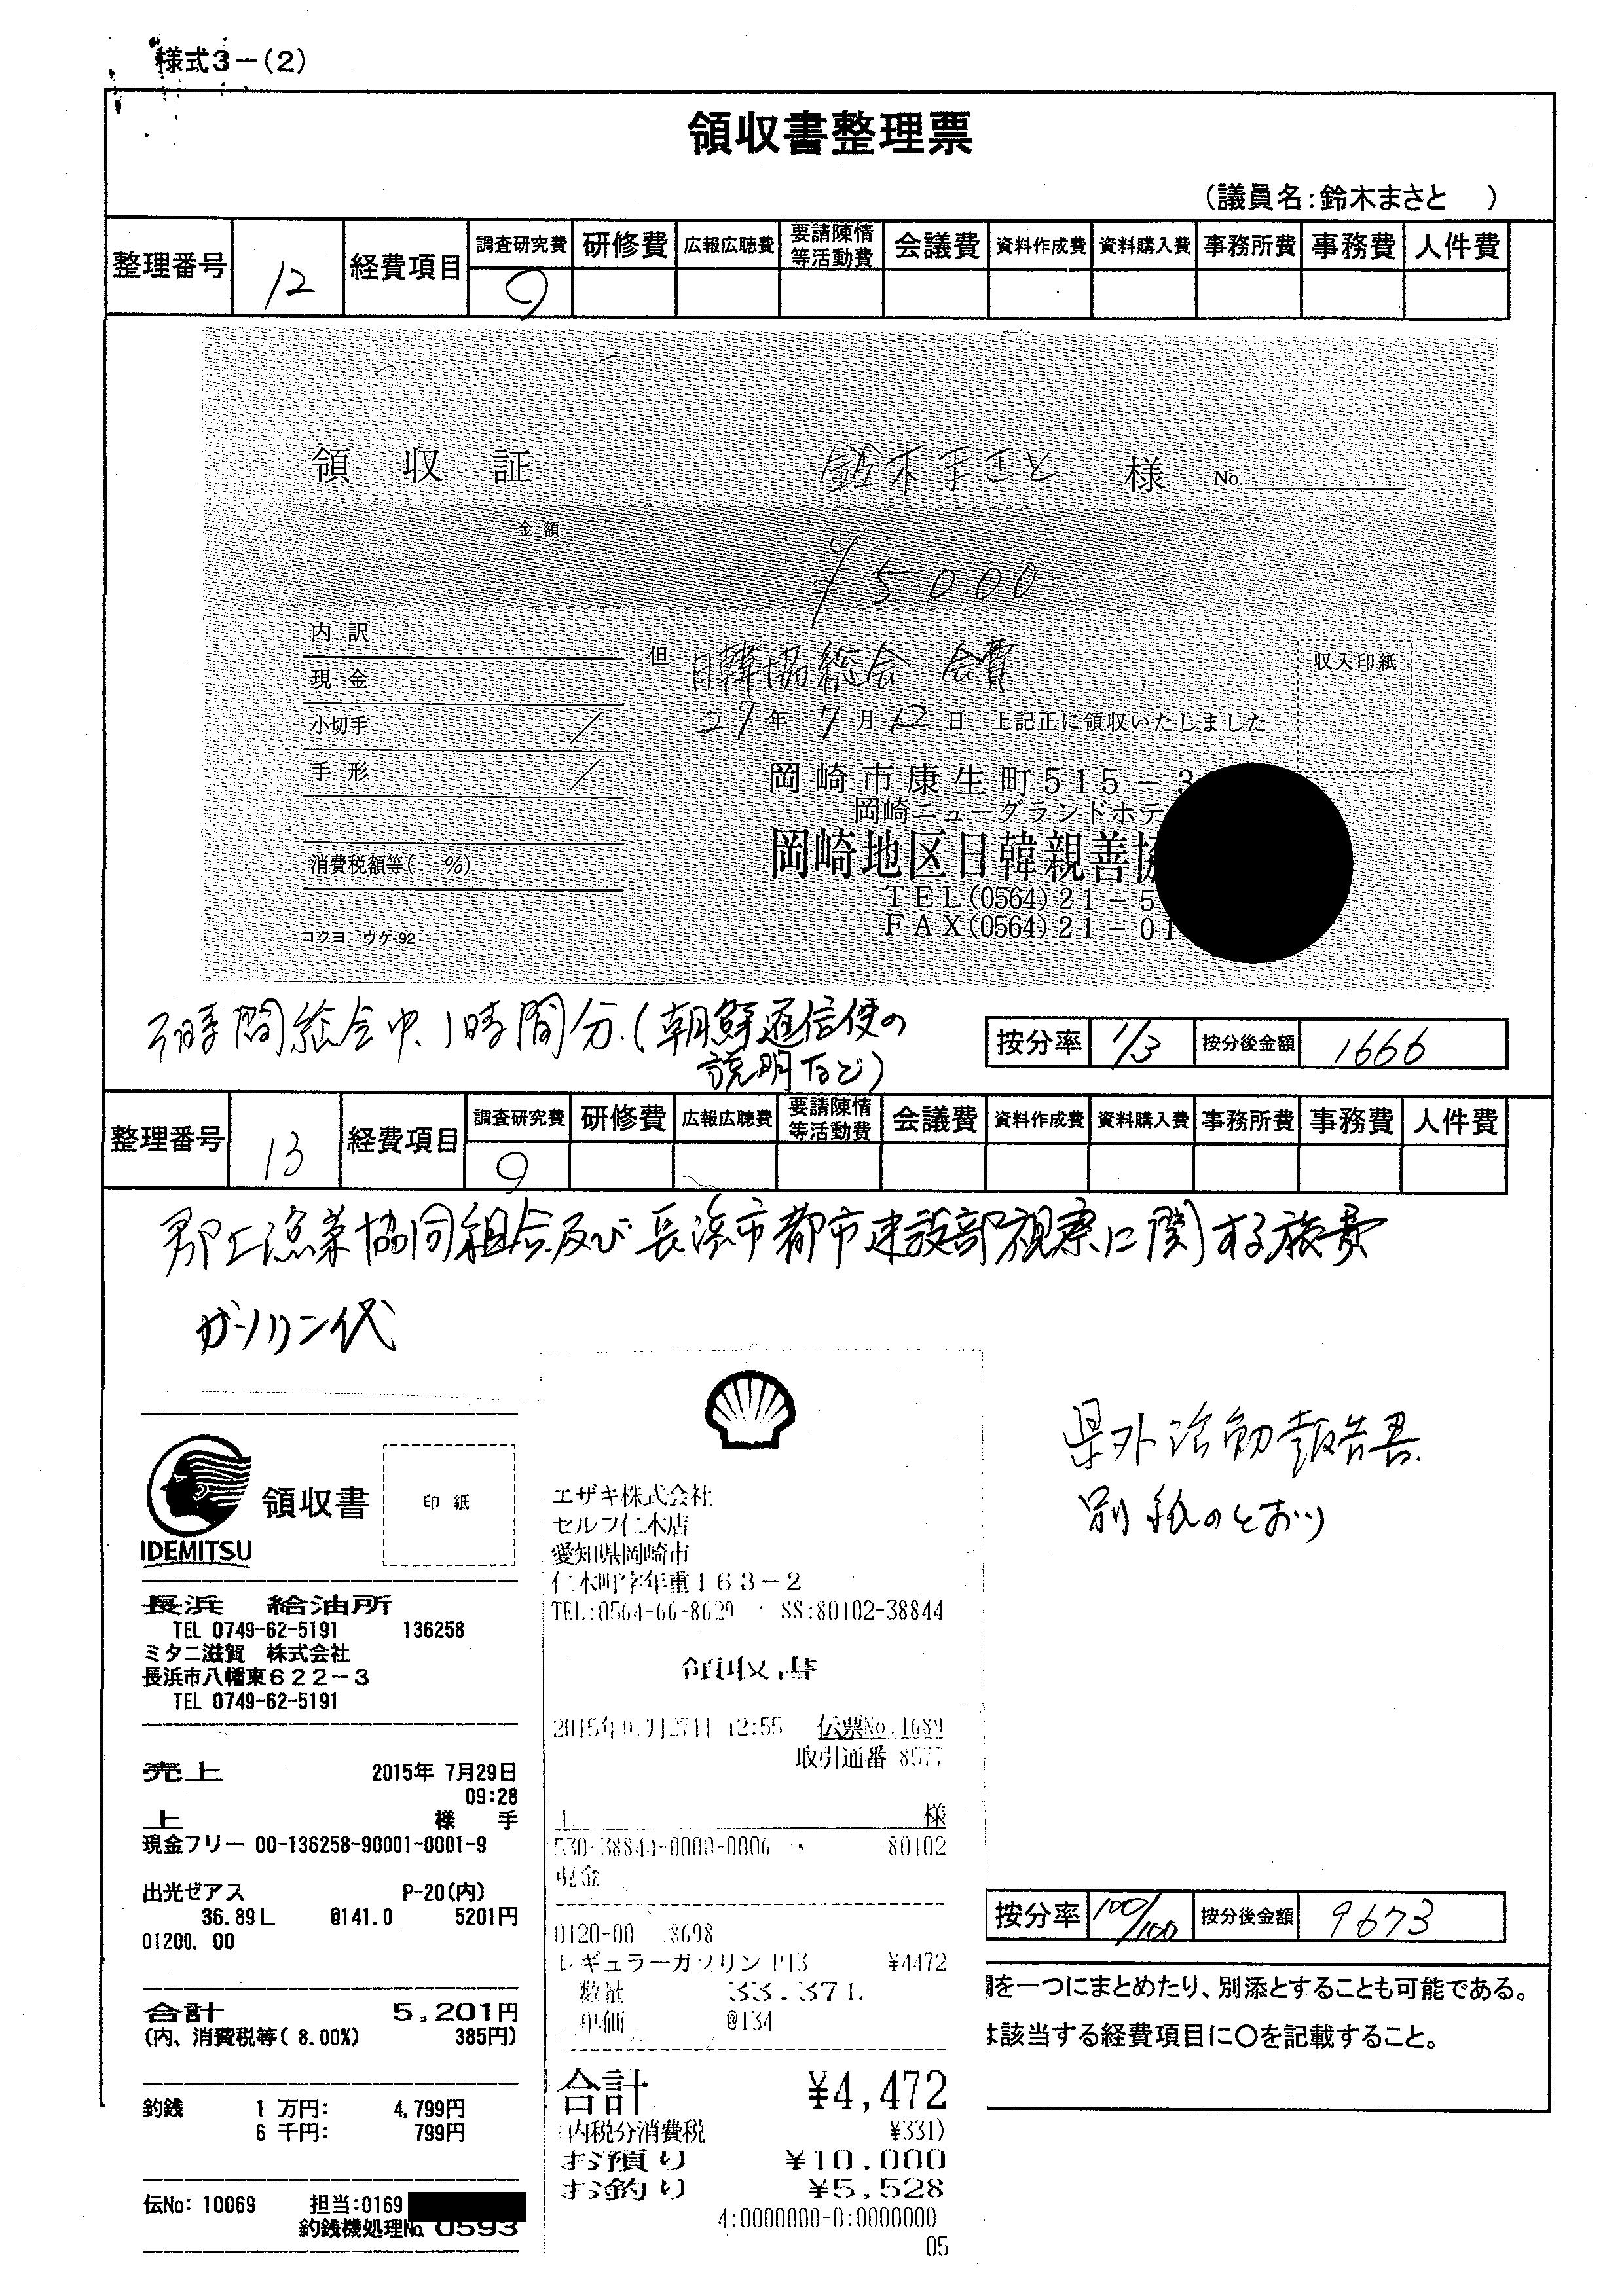 様式3-(2)
領収書整理票
(議員名:鈴木まさと )
整理番号 12 経費項目 調査研究費 研修費 広報広聴費 要請陳情等活動費 会議費 資料作成費 資料購入費 事務所費 事務費 人件費
○
領収証 鈴木まさと 様 No.
金額
¥5000
内訳
但 日韓協総会 会費
収入印紙
現金
小切手 /
27年7月12日 上記正に領収いたしました
手形 /
岡崎市康生町515-3
岡崎ニューグランドホテ
岡崎地区日韓親善協
消費税額等( %)
TEL(0564)21-5
FAX(0564)21-01
コクヨ ウケ-92
3時間総会中、1時間分.(朝鮮通信使の
説明など)
按分率 1/3 按分後金額 1666
整理番号 13 経費項目 調査研究費 研修費 広報広聴費 要請陳情等活動費 会議費 資料作成費 資料購入費 事務所費 事務費 人件費
○
郡上漁業協同組合及び長浜市都市建設部視察に関する旅費
ガソリン代
県外活動報告書
別紙のとおり
IDEMITSU
領収書
印紙
長浜 給油所
TEL 0749-62-5191 136258
ミタニ滋賀 株式会社
長浜市八幡東622-3
TEL 0749-62-5191
売上 2015年 7月29日
09:28
上 様 手
現金フリー 00-136258-90001-0001-9
出光ゼアス P-20(内)
36.89L @141.0 5201円
01200. 00
合計 5,201円
(内、消費税等( 8.00%) 385円)
釣銭 1 万円: 4,799円
6 千円: 799円
伝No: 10069 担当:0169
釣銭機処理No. 0593
エザキ株式会社
セルフ仁木店
愛知県岡崎市
仁木町字年重163-2
TEL:0564-66-8629 SS:80102-38844
領収書
12:55 伝票No.1689
取引通番
様
530-38844-0000-0006 80102
現金
0120-00 8698
レギュラーガソリン P13 ¥4472
数量 33.37L
単価 @134
合計 ¥4,472
(内税分消費税 ¥331)
お預り ¥10,000
お釣り ¥5,528
4:0000000-0:0000000
05
按分率 100/100 按分後金額 9673
を一つにまとめたり、別添とすることも可能である。
は該当する経費項目に○を記載すること。